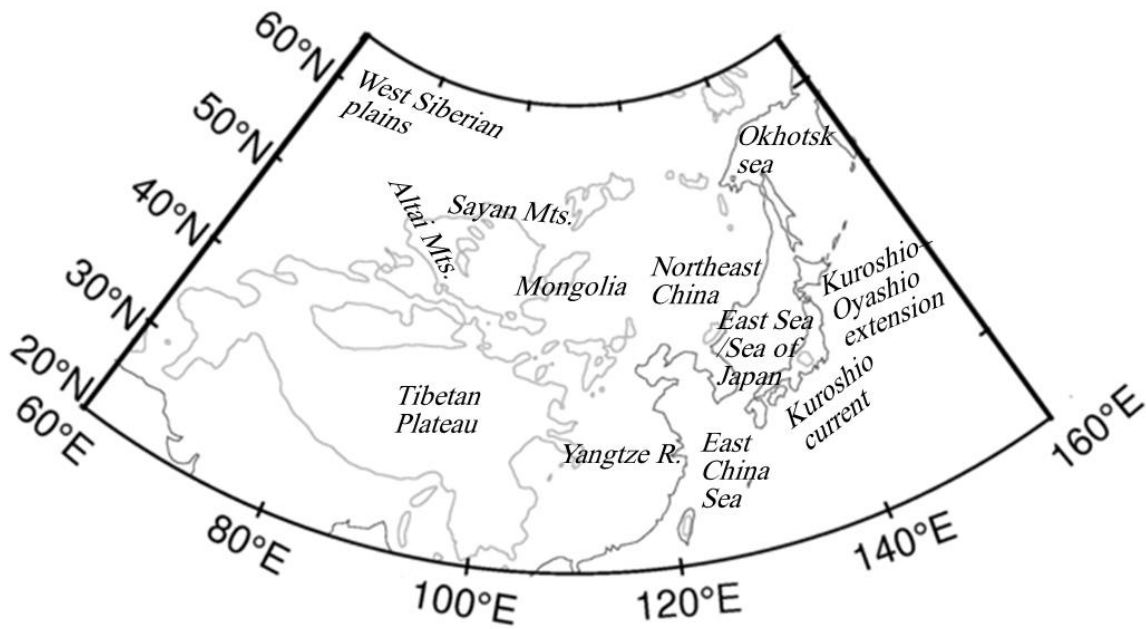 60°N
50°N
40°N
30°N
20°N
60°E
80°E
100°E
120°E
140°E
160°E
West Siberian
plains
Okhotsk
sea
Altai Mts.
Sayan Mts.
Mongolia
Northeast
China
Kuroshio–
Oyashio
extension
East Sea
/Sea of
Japan
Kuroshio
current
Tibetan
Plateau
Yangtze R.
East
China
Sea